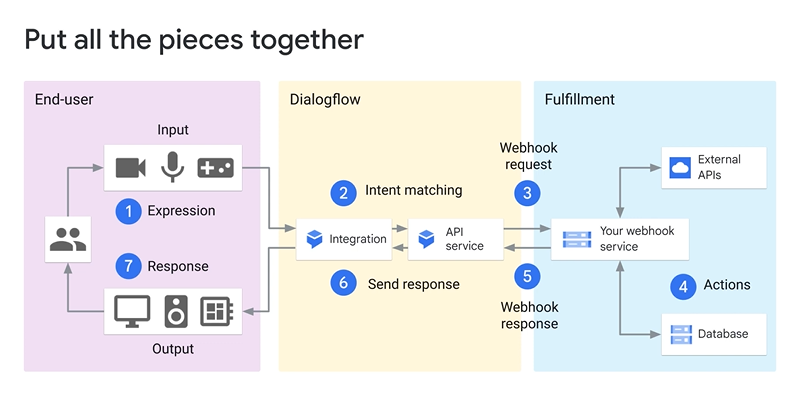 Put all the pieces together
End-user
Input
1 Expression
7 Response
Output
Dialogflow
2 Intent matching
Integration
API
service
6 Send response
Webhook
request
3
5
Webhook
response
Fulfillment
External
APIs
Your webhook
service
4 Actions
Database